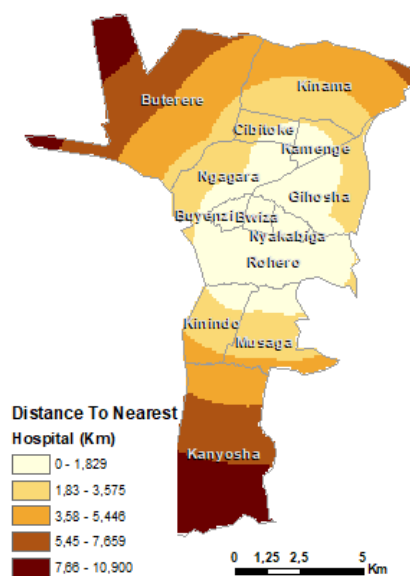 Buterere
Kinama
Cibitoke
Kamenge
Ngagara
Gihosha
Buyenzi
Bwiza
Nyakabiga
Rohero
Kinindo
Musaga
Kanyosha
Distance To Nearest
Hospital (Km)
0 - 1,829
1,83 - 3,575
3,58 - 5,446
5,45 - 7,659
7,66 - 10,900
0 1,25 2,5 5
Km